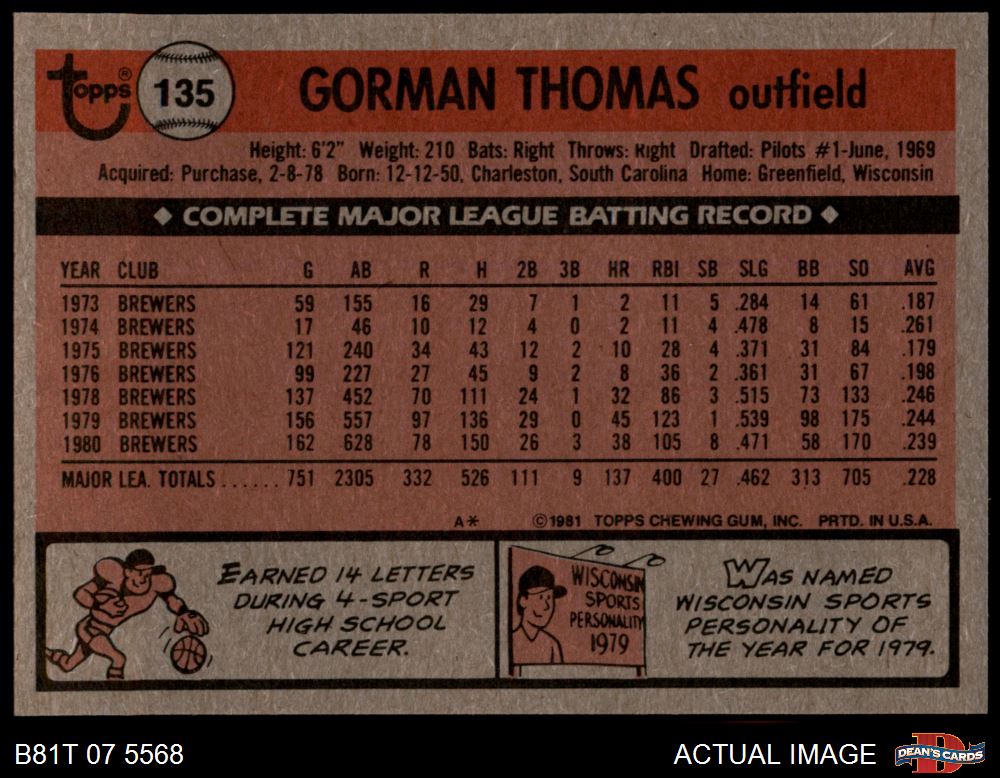 topps® 135 GORMAN THOMAS outfield
Height: 6'2" Weight: 210 Bats: Right Throws: Right Drafted: Pilots #1-June, 1969
Acquired: Purchase, 2-8-78 Born: 12-12-50, Charleston, South Carolina Home: Greenfield, Wisconsin
◆ COMPLETE MAJOR LEAGUE BATTING RECORD ◆
YEAR CLUB G AB R H 2B 3B HR RBI SB SLG BB SO AVG
1973 BREWERS 59 155 16 29 7 1 2 11 5 .284 14 61 .187
1974 BREWERS 17 46 10 12 4 0 2 11 4 .478 8 15 .261
1975 BREWERS 121 240 34 43 12 2 10 28 4 .371 31 84 .179
1976 BREWERS 99 227 27 45 9 2 8 36 2 .361 31 67 .198
1978 BREWERS 137 452 70 111 24 1 32 86 3 .515 73 133 .246
1979 BREWERS 156 557 97 136 29 0 45 123 1 .539 98 175 .244
1980 BREWERS 162 628 78 150 26 3 38 105 8 .471 58 170 .239
MAJOR LEA. TOTALS ...... 751 2305 332 526 111 9 137 400 27 .462 313 705 .228
A* ©1981 TOPPS CHEWING GUM, INC. PRTD. IN U.S.A.
EARNED 14 LETTERS
DURING 4-SPORT
HIGH SCHOOL
CAREER.
WISCONSIN
SPORTS
PERSONALITY
1979
WAS NAMED
WISCONSIN SPORTS
PERSONALITY OF
THE YEAR FOR 1979.
B81T 07 5568 ACTUAL IMAGE DEAN'S CARDS